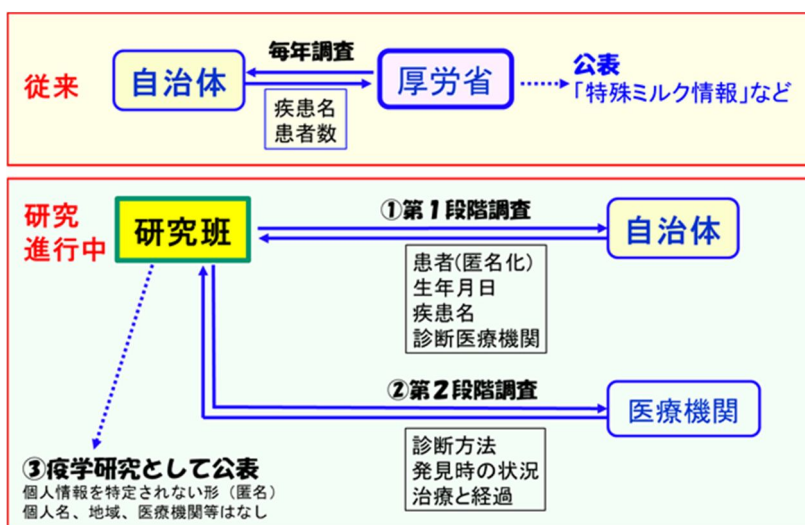 従来
毎年調査
自治体
厚労省
疾患名
患者数
公表
「特殊ミルク情報」など
研究
進行中
研究班
①第1段階調査
自治体
患者(匿名化)
生年月日
疾患名
診断医療機関
②第2段階調査
医療機関
診断方法
発見時の状況
治療と経過
③疫学研究として公表
個人情報を特定されない形（匿名）
個人名、地域、医療機関等はなし